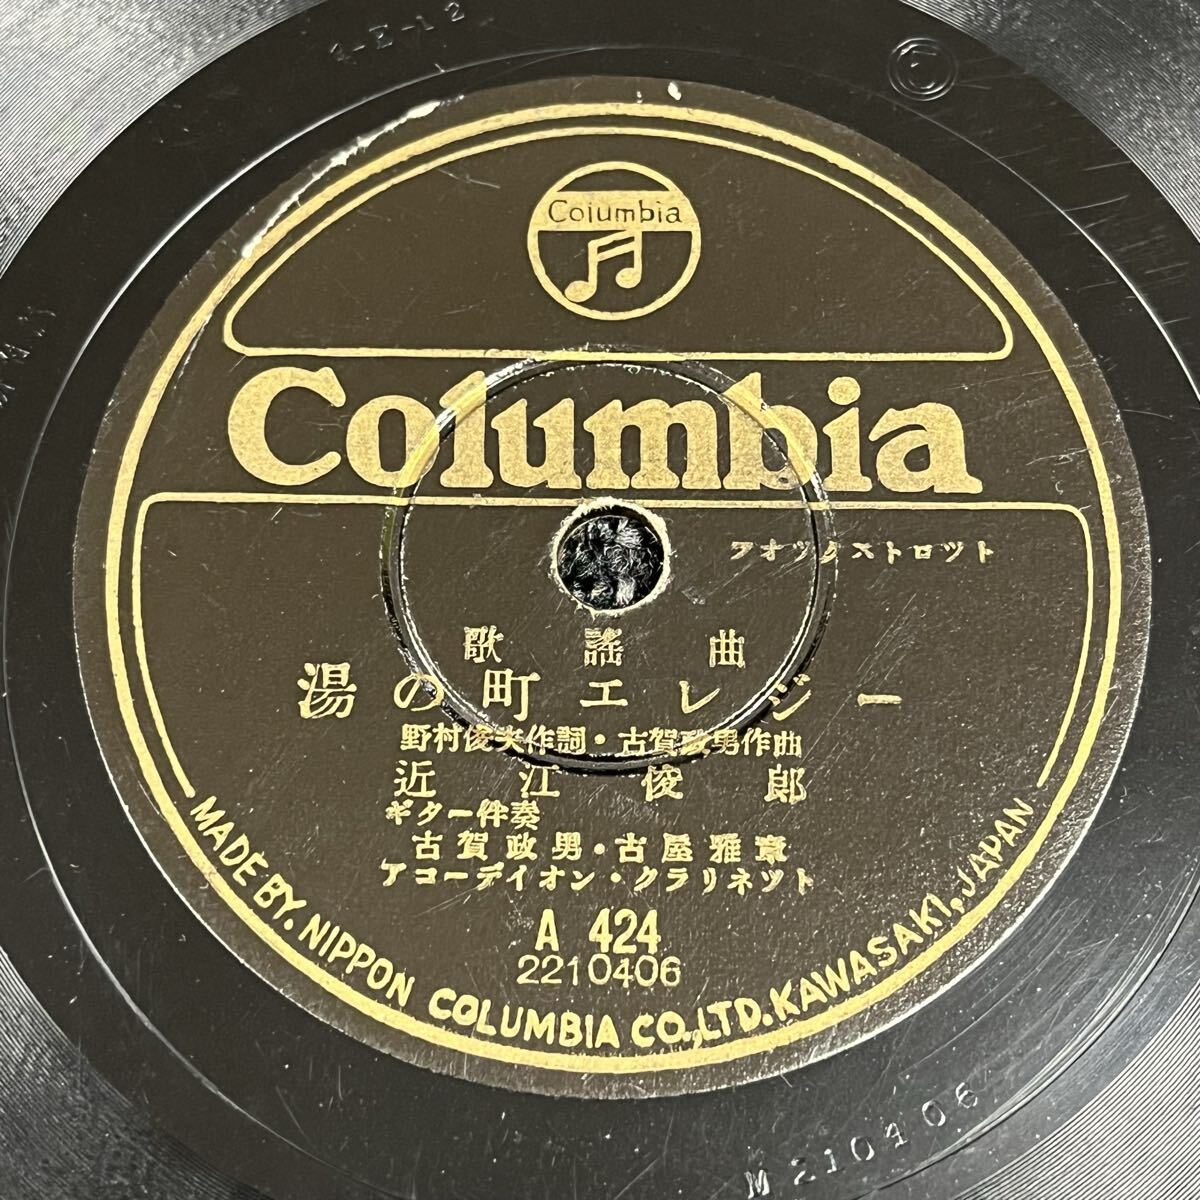 2-E-12
Columbia
Columbia
フオツクストロツト
歌謡曲
湯の町エレジー
野村俊夫作詞・古賀政男作曲
近江俊郎
ギター伴奏
古賀政男・古屋雅章
アコーデイオン・クラリネツト
A 424
2210406
MADE BY. NIPPON COLUMBIA CO.,LTD. KAWASAKI, JAPAN
M 210406